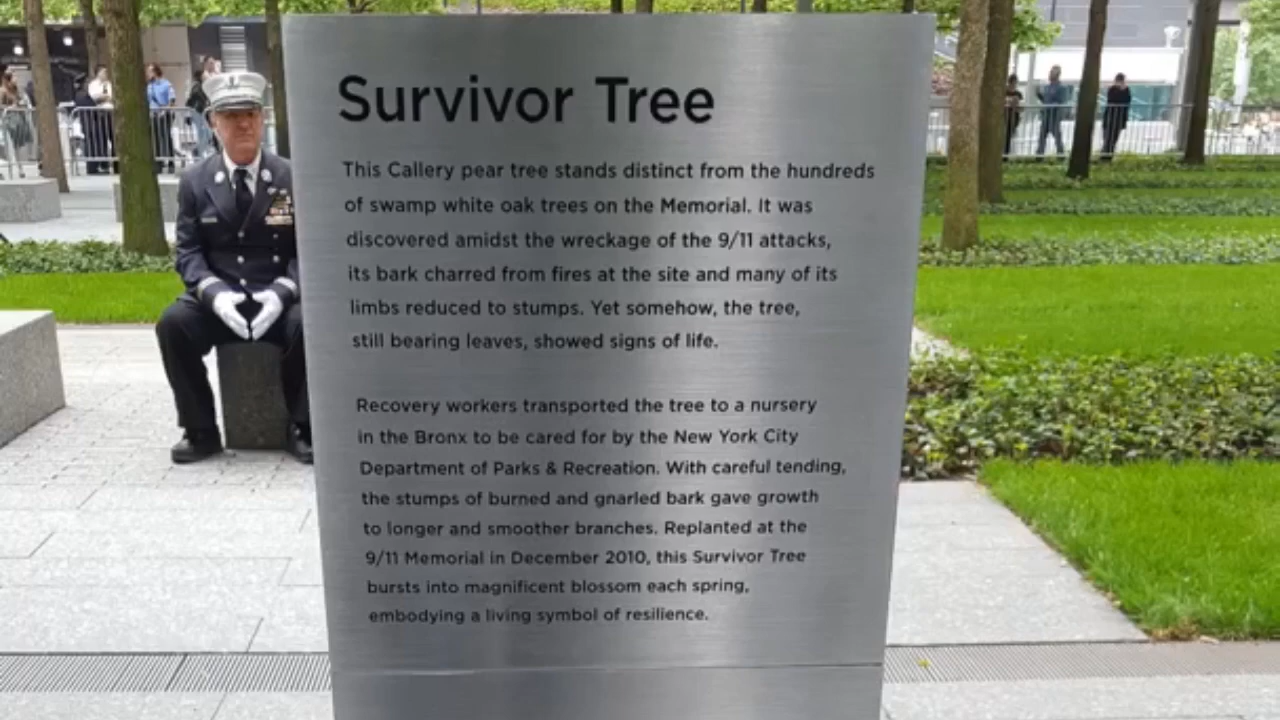 Survivor Tree
This Callery pear tree stands distinct from the hundreds
of swamp white oak trees on the Memorial. It was
discovered amidst the wreckage of the 9/11 attacks,
its bark charred from fires at the site and many of its
limbs reduced to stumps. Yet somehow, the tree,
still bearing leaves, showed signs of life.
Recovery workers transported the tree to a nursery
in the Bronx to be cared for by the New York City
Department of Parks & Recreation. With careful tending,
the stumps of burned and gnarled bark gave growth
to longer and smoother branches. Replanted at the
9/11 Memorial in December 2010, this Survivor Tree
bursts into magnificent blossom each spring,
embodying a living symbol of resilience.